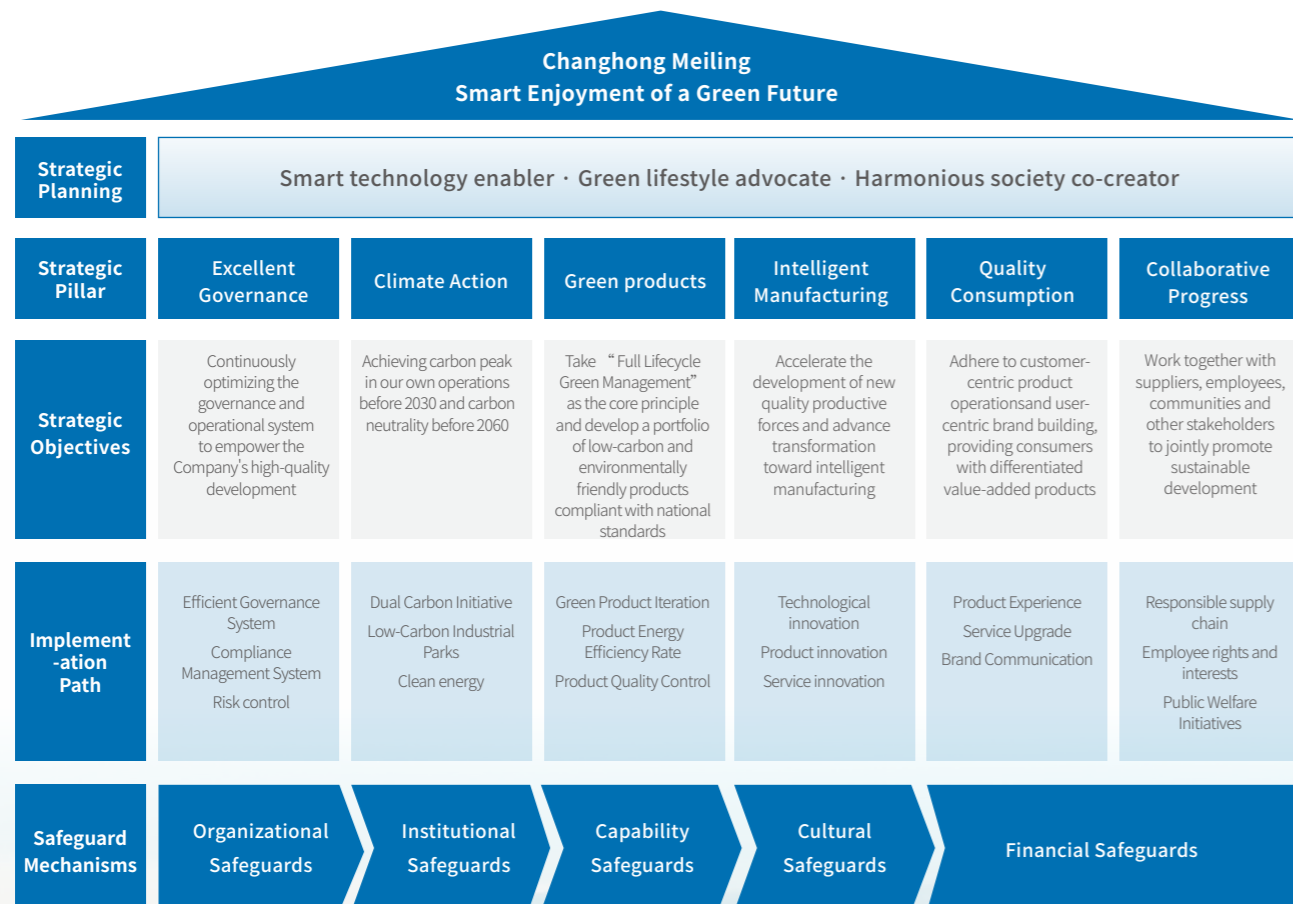 Changhong Meiling
Smart Enjoyment of a Green Future
Strategic
Planning
Smart technology enabler · Green lifestyle advocate · Harmonious society co-creator
Strategic
Pillar
Excellent
Governance
Climate Action
Green products
Intelligent
Manufacturing
Quality
Consumption
Collaborative
Progress
Strategic
Objectives
Continuously
optimizing the
governance and
operational system
to empower the
Company's high-quality
development
Achieving carbon peak
in our own operations
before 2030 and carbon
neutrality before 2060
Take “Full Lifecycle
Green Management”
as the core principle
and develop a portfolio
of low-carbon and
environmentally
friendly products
compliant with national
standards
Accelerate the
development of new
quality productive
forces and advance
transformation
toward intelligent
manufacturing
Adhere to customer-
centric product
operationsand user-
centric brand building,
providing consumers
with differentiated
value-added products
Work together with
suppliers, employees,
communities and
other stakeholders
to jointly promote
sustainable
development
Implement
-ation
Path
Efficient Governance
System
Compliance
Management System
Risk control
Dual Carbon Initiative
Low-Carbon Industrial
Parks
Clean energy
Green Product Iteration
Product Energy
Efficiency Rate
Product Quality Control
Technological
innovation
Product innovation
Service innovation
Product Experience
Service Upgrade
Brand Communication
Responsible supply
chain
Employee rights and
interests
Public Welfare
Initiatives
Safeguard
Mechanisms
Organizational
Safeguards
Institutional
Safeguards
Capability
Safeguards
Cultural
Safeguards
Financial Safeguards